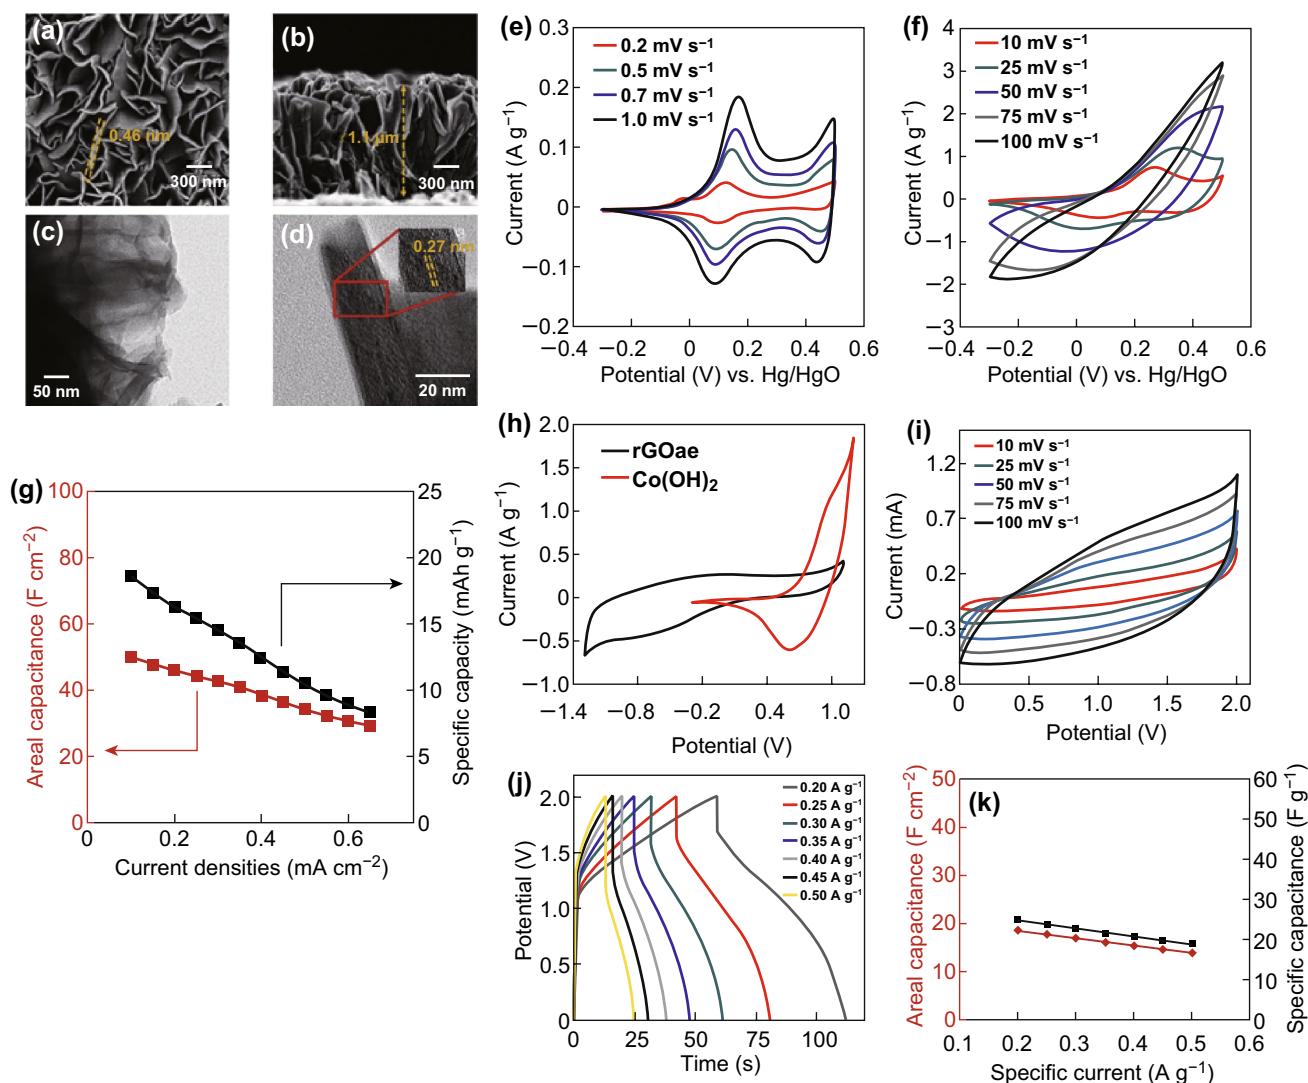 (a)
0.46 nm
300 nm
(b)
1.1 µm
300 nm
(c)
50 nm
(d)
0.27 nm
20 nm
(e)
0.3
0.2
0.1
0
−0.1
−0.2
Current (A g⁻¹)
0.2 mV s⁻¹
0.5 mV s⁻¹
0.7 mV s⁻¹
1.0 mV s⁻¹
−0.4 −0.2 0 0.2 0.4 0.6
Potential (V) vs. Hg/HgO
(f)
4
3
2
1
0
−1
−2
−3
Current (A g⁻¹)
10 mV s⁻¹
25 mV s⁻¹
50 mV s⁻¹
75 mV s⁻¹
100 mV s⁻¹
−0.4 −0.2 0 0.2 0.4 0.6
Potential (V) vs. Hg/HgO
(g)
100
80
60
40
20
0
Areal capacitance (F cm⁻²)
25
20
15
10
5
0
Specific capacity (mAh g⁻¹)
0 0.2 0.4 0.6
Current densities (mA cm⁻²)
(h)
2.0
1.5
1.0
0.5
0
−0.5
−1.0
Current (A g⁻¹)
rGOae
Co(OH)₂
−1.4 −0.8 −0.2 0.4 1.0
Potential (V)
(i)
1.2
0.7
0.2
−0.3
−0.8
Current (mA)
10 mV s⁻¹
25 mV s⁻¹
50 mV s⁻¹
75 mV s⁻¹
100 mV s⁻¹
0 1.0 2.0
Potential (V)
(j)
2.0
1.5
1.0
0.5
0
Potential (V)
0.20 A g⁻¹
0.25 A g⁻¹
0.30 A g⁻¹
0.35 A g⁻¹
0.40 A g⁻¹
0.45 A g⁻¹
0.50 A g⁻¹
0 25 50 75 100
Time (s)
(k)
50
40
30
20
10
0
Areal capacitance (F cm⁻²)
60
50
40
30
20
10
0
Specific capacitance (F g⁻¹)
0.1 0.2 0.3 0.4 0.5 0.6
Specific current (A g⁻¹)